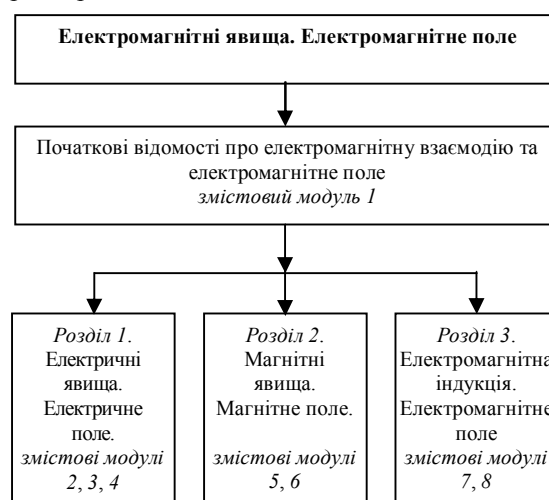 Електромагнітні явища. Електромагнітне поле
Початкові відомості про електромагнітну взаємодію та
електромагнітне поле
змістовий модуль 1
Розділ 1.
Електричні
явища.
Електричне
поле.
змістові модулі
2, 3, 4
Розділ 2.
Магнітні
явища.
Магнітне поле.
змістові модулі
5, 6
Розділ 3.
Електромагнітна
індукція.
Електромагнітне
поле
змістові модулі
7, 8